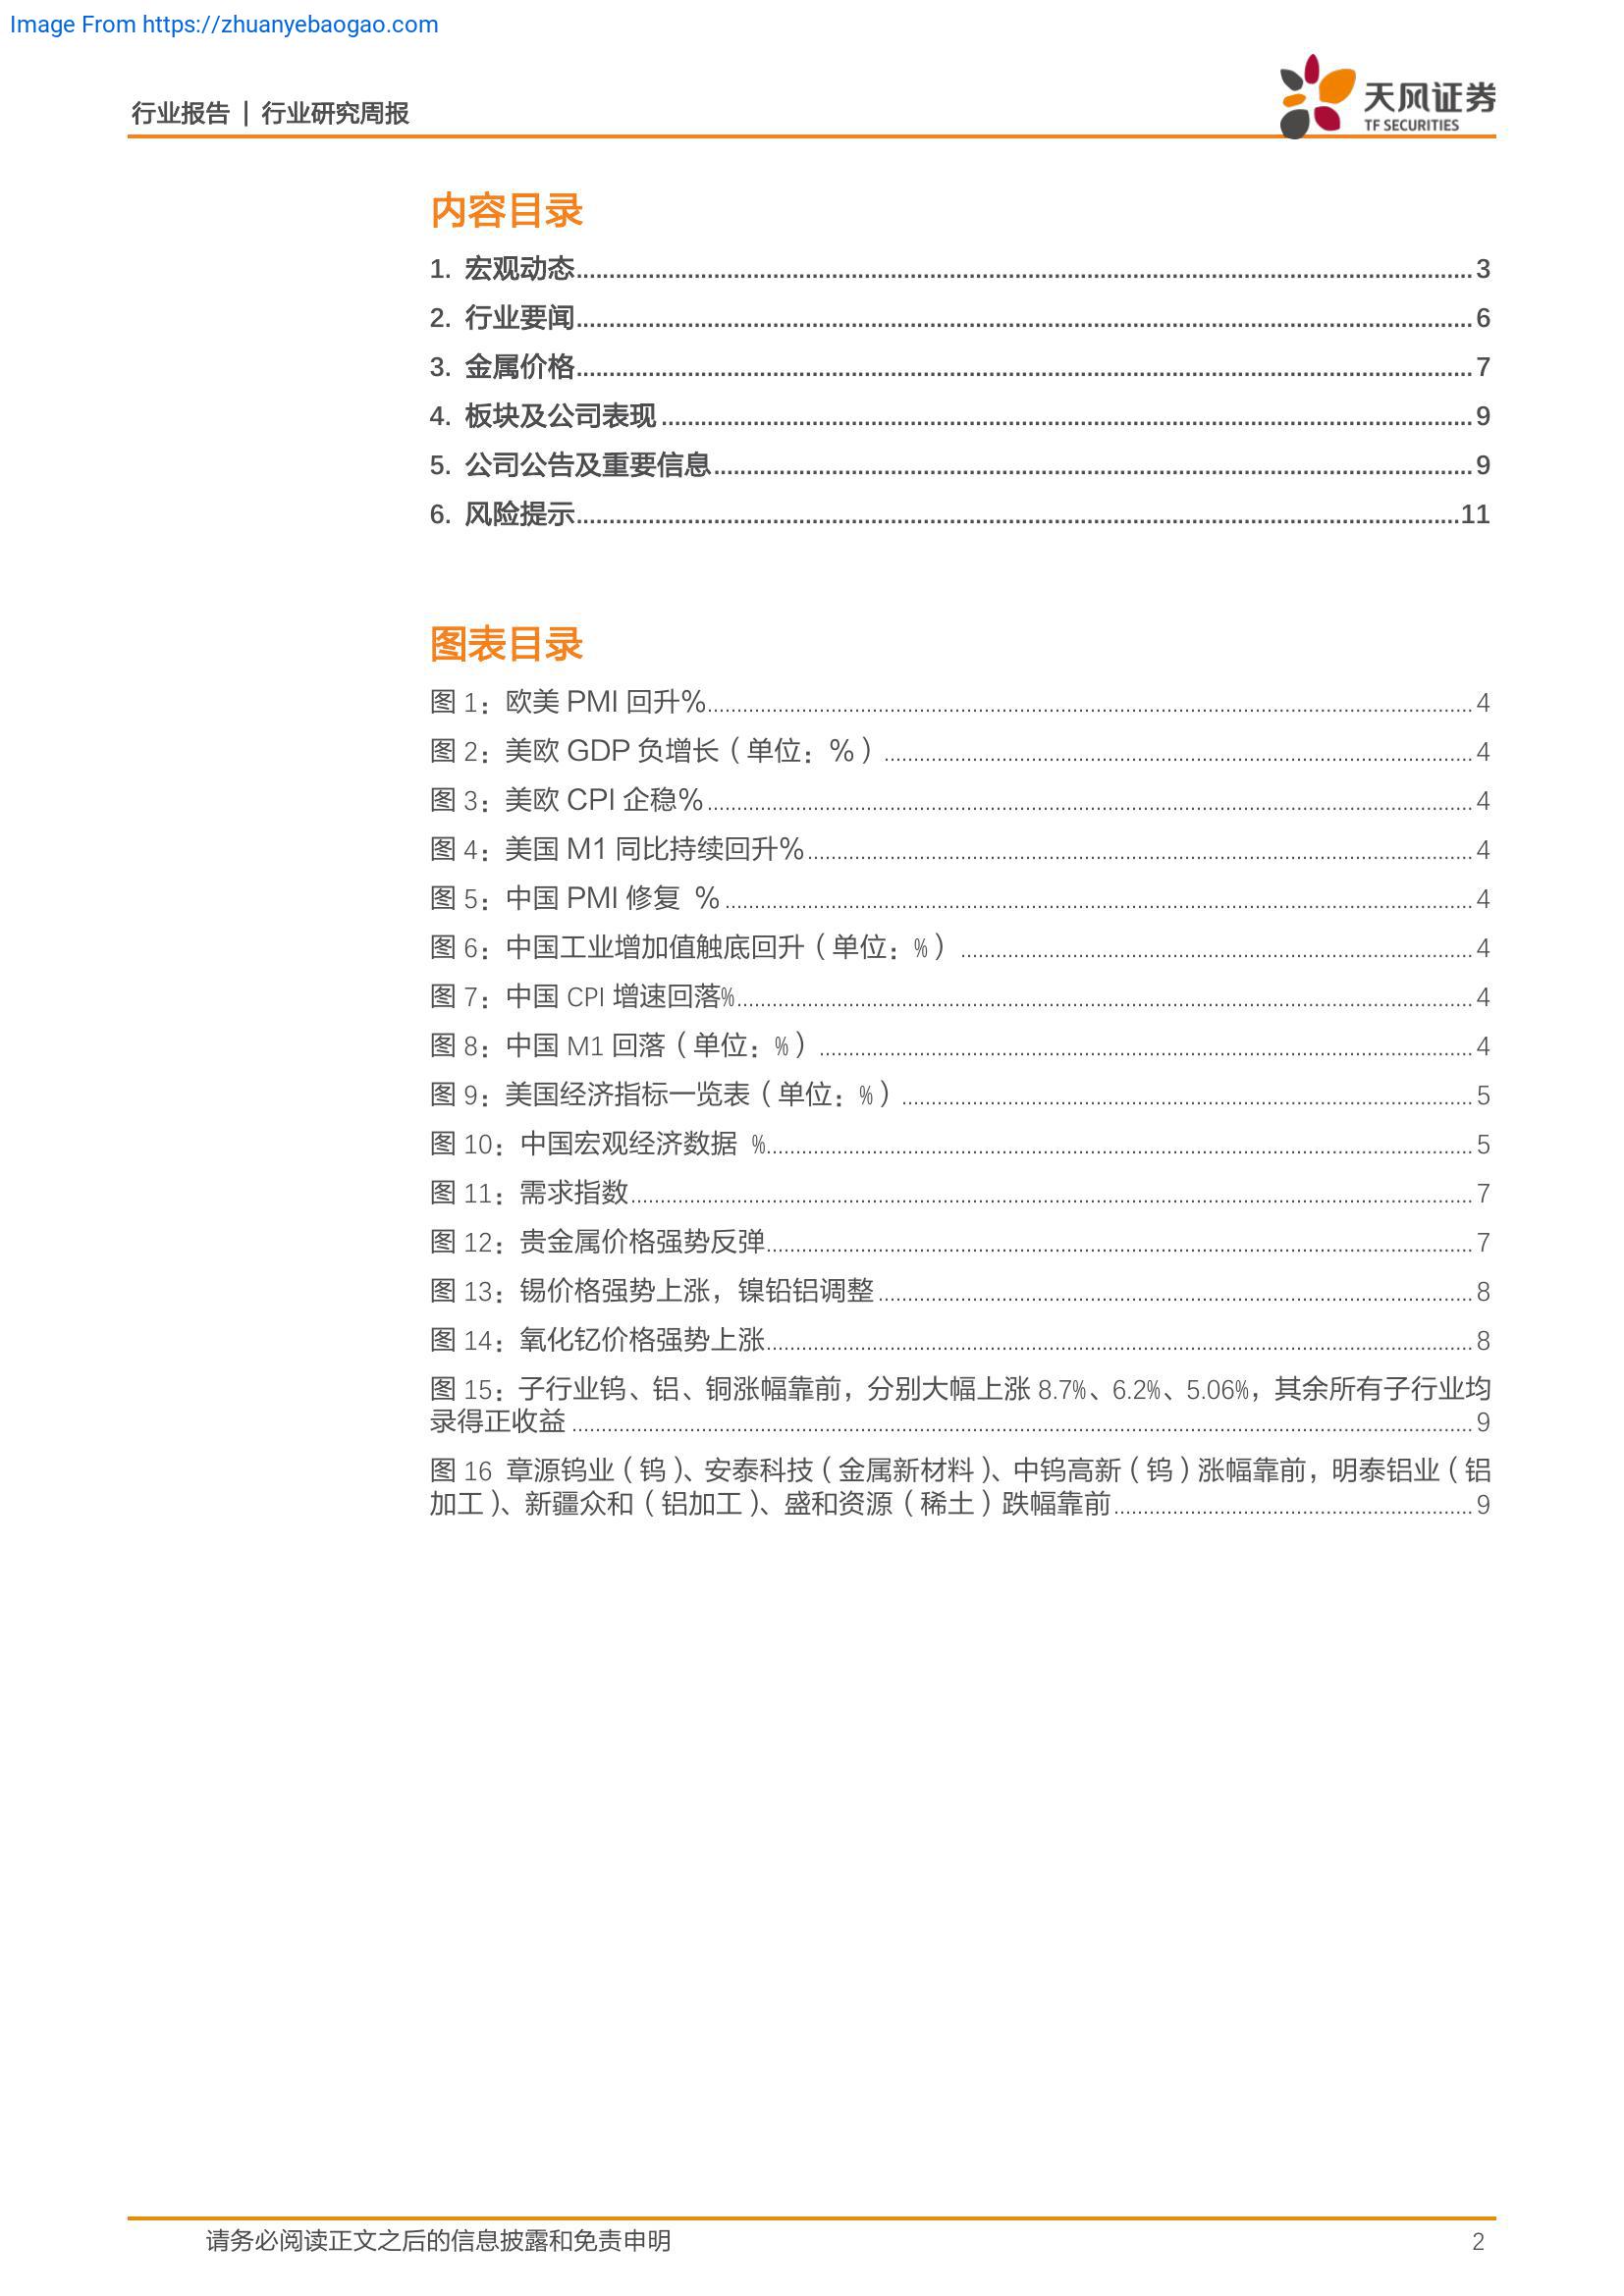 Image From https://zhuanyebaogao.com
行业报告 | 行业研究周报
天风证券
TF SECURITIES
内容目录
1. 宏观动态 3
2. 行业要闻 6
3. 金属价格 7
4. 板块及公司表现 9
5. 公司公告及重要信息 9
6. 风险提示 11
图表目录
图 1：欧美 PMI 回升% 4
图 2：美欧 GDP 负增长（单位：%） 4
图 3：美欧 CPI 企稳% 4
图 4：美国 M1 同比持续回升% 4
图 5：中国 PMI 修复 % 4
图 6：中国工业增加值触底回升（单位：%） 4
图 7：中国 CPI 增速回落% 4
图 8：中国 M1 回落（单位：%） 4
图 9：美国经济指标一览表（单位：%） 5
图 10：中国宏观经济数据 % 5
图 11：需求指数 7
图 12：贵金属价格强势反弹 7
图 13：锡价格强势上涨，镍铅铝调整 8
图 14：氧化钇价格强势上涨 8
图 15：子行业钨、铝、铜涨幅靠前，分别大幅上涨 8.7%、6.2%、5.06%，其余所有子行业均
录得正收益 9
图 16 章源钨业（钨）、安泰科技（金属新材料）、中钨高新（钨）涨幅靠前，明泰铝业（铝
加工）、新疆众和（铝加工）、盛和资源（稀土）跌幅靠前 9
请务必阅读正文之后的信息披露和免责申明 2